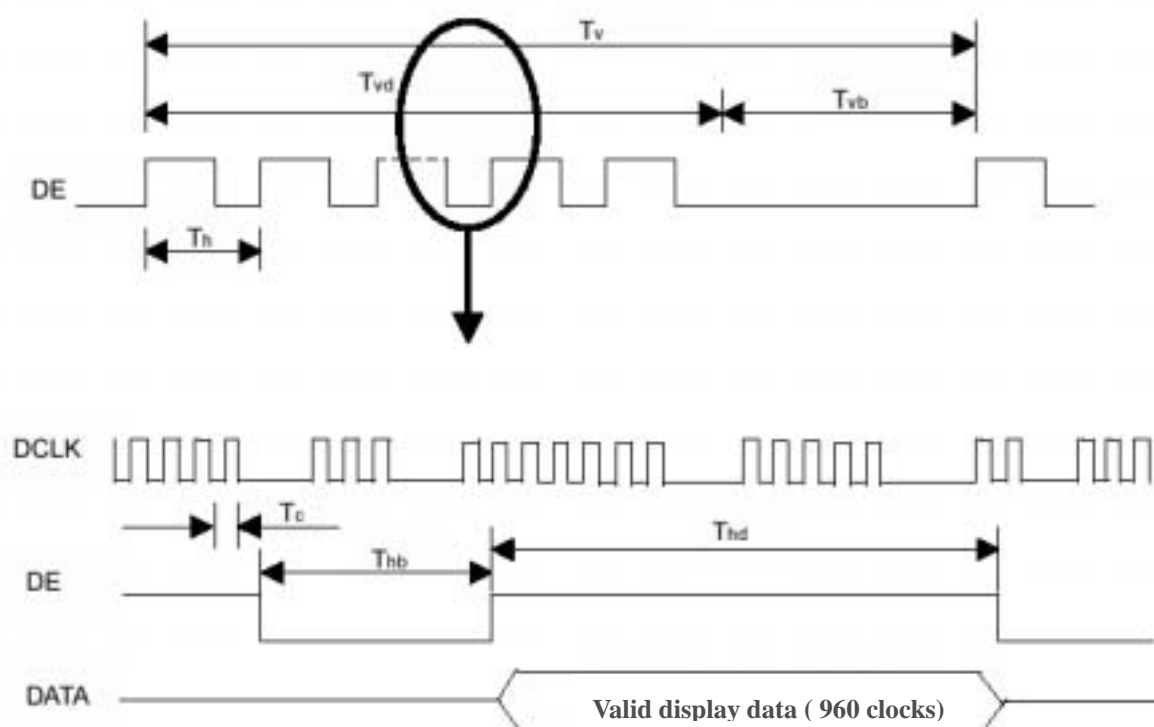 Tv
Tvd
Tvb
DE
Th
DCLK
Tc
Thd
Thb
DE
DATA
Valid display data ( 960 clocks)